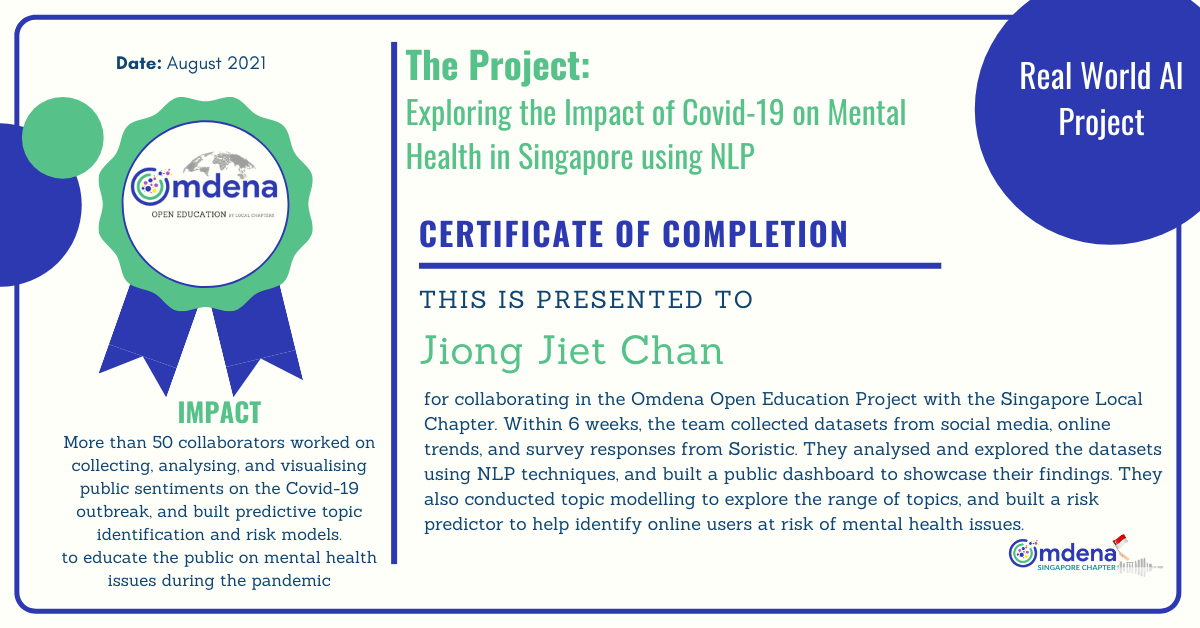 Date: August 2021
Omdena
OPEN EDUCATION BY LOCAL CHAPTERS
IMPACT
More than 50 collaborators worked on
collecting, analysing, and visualising
public sentiments on the Covid-19
outbreak, and built predictive topic
identification and risk models.
to educate the public on mental health
issues during the pandemic
The Project:
Exploring the Impact of Covid-19 on Mental
Health in Singapore using NLP
Real World AI
Project
CERTIFICATE OF COMPLETION
THIS IS PRESENTED TO
Jiong Jiet Chan
for collaborating in the Omdena Open Education Project with the Singapore Local
Chapter. Within 6 weeks, the team collected datasets from social media, online
trends, and survey responses from Soristic. They analysed and explored the datasets
using NLP techniques, and built a public dashboard to showcase their findings. They
also conducted topic modelling to explore the range of topics, and built a risk
predictor to help identify online users at risk of mental health issues.
Omdena
SINGAPORE CHAPTER